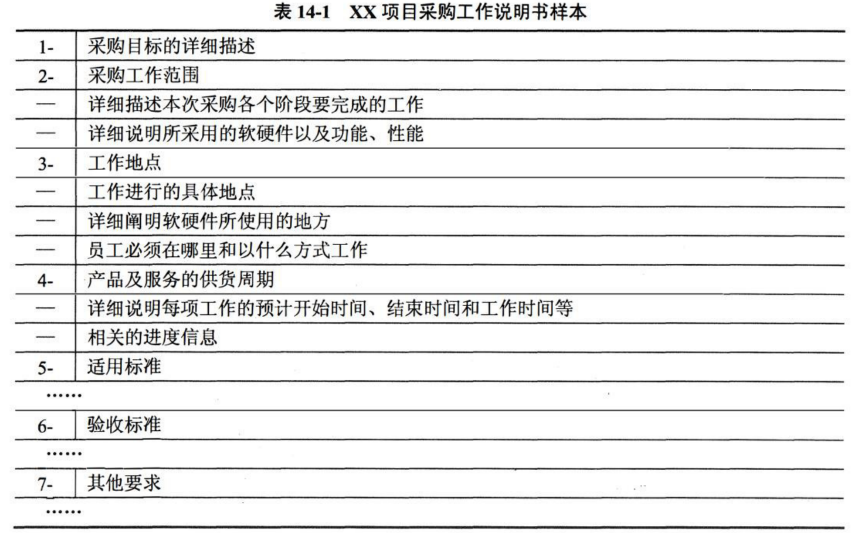 表 14-1 XX 项目采购工作说明书样本
1- 采购目标的详细描述
2- 采购工作范围
— 详细描述本次采购各个阶段要完成的工作
— 详细说明所采用的软硬件以及功能、性能
3- 工作地点
— 工作进行的具体地点
— 详细阐明软硬件所使用的地方
— 员工必须在哪里和以什么方式工作
4- 产品及服务的供货周期
— 详细说明每项工作的预计开始时间、结束时间和工作时间等
— 相关的进度信息
5- 适用标准
……
6- 验收标准
……
7- 其他要求
……